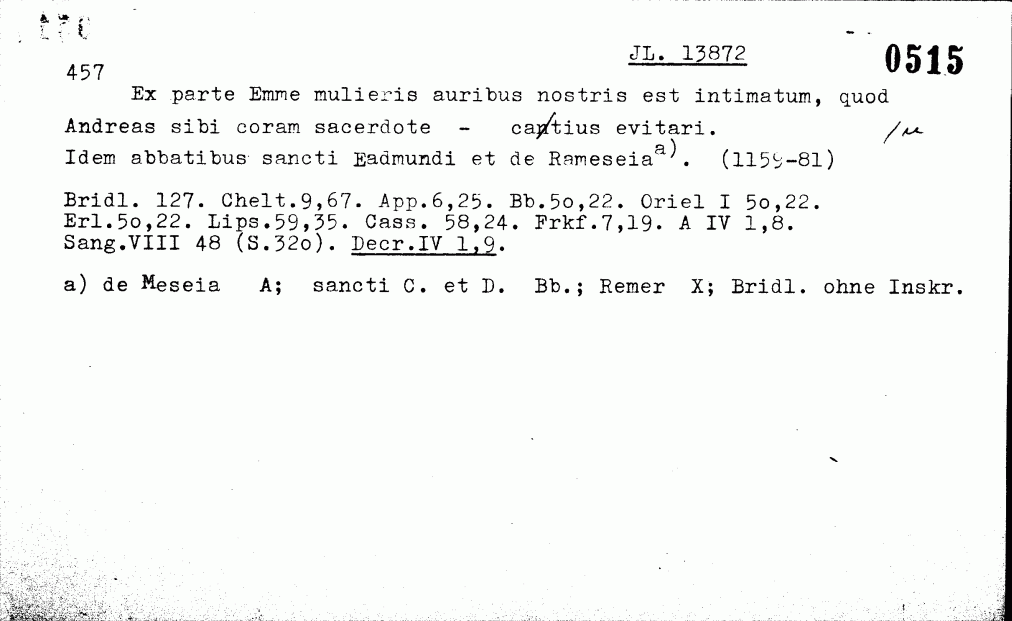 JL. 13872 0515
457
Ex parte Emme mulieris auribus nostris est intimatum, quod
Andreas sibi coram sacerdote - cartius evitari. /u
Idem abbatibus sancti Eadmundi et de Rameseia a). (1159-81)
Bridl. 127. Chelt.9,67. App.6,25. Bb.5o,22. Oriel I 5o,22.
Erl.5o,22. Lips.59,35. Cass. 58,24. Frkf.7,19. A IV 1,8.
Sang.VIII 48 (S.32o). Decr.IV 1,9.
a) de Meseia A; sancti C. et D. Bb.; Remer X; Bridl. ohne Inskr.